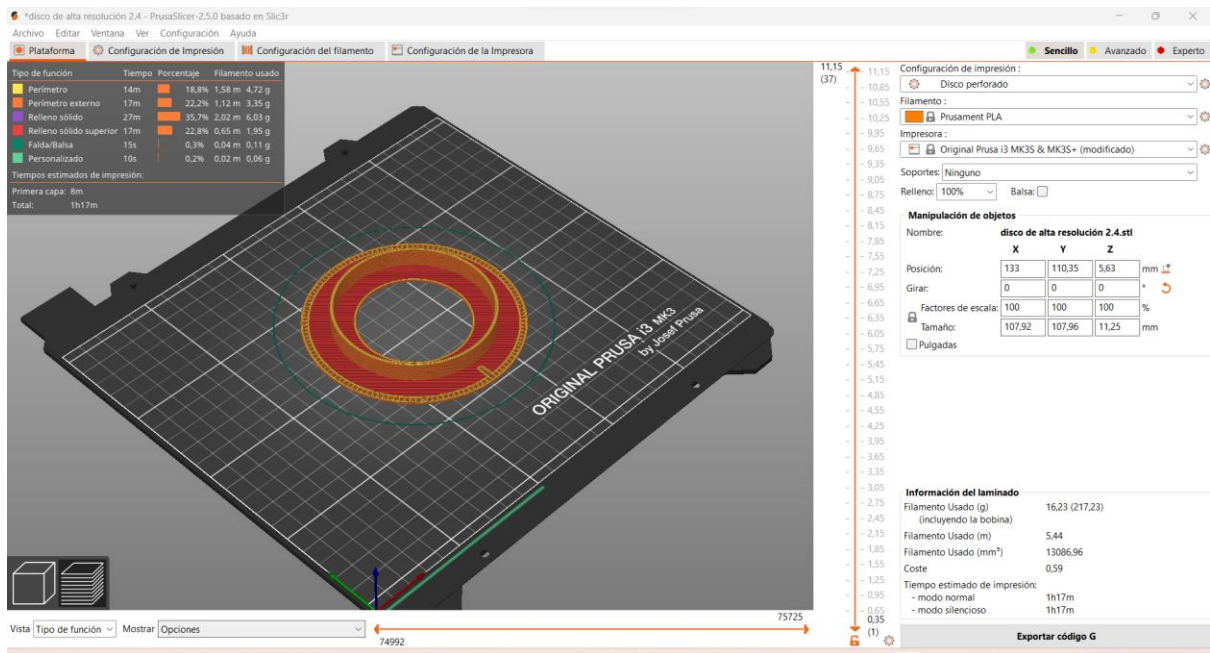 *disco de alta resolución 2.4 - PrusaSlicer-2.5.0 basado en Slic3r
Archivo Editar Ventana Ver Configuración Ayuda
Plataforma Configuración de Impresión Configuración del filamento Configuración de la Impresora Sencillo Avanzado Experto
Tipo de función Tiempo Porcentaje Filamento usado
Perímetro 14m 18,8% 1,58 m 4,72 g
Perímetro externo 17m 22,2% 1,12 m 3,35 g
Relleno sólido 27m 35,7% 2,02 m 6,03 g
Relleno sólido superior 17m 22,8% 0,65 m 1,95 g
Falda/Balsa 15s 0,3% 0,04 m 0,11 g
Personalizado 10s 0,2% 0,02 m 0,06 g
Tiempos estimados de impresión:
Primera capa: 8m
Total: 1h17m
ORIGINAL PRUSA i3 MK3
by Josef Prusa
11,15
(37)
11,15
10,85
10,55
10,25
9,95
9,65
9,35
9,05
8,75
8,45
8,15
7,85
7,55
7,25
6,95
6,65
6,35
6,05
5,75
5,45
5,15
4,85
4,55
4,25
3,95
3,65
3,35
3,05
2,75
2,45
2,15
1,85
1,55
1,25
0,95
0,65
0,35
(1)
Configuración de impresión :
Disco perforado
Filamento :
Prusament PLA
Impresora :
Original Prusa i3 MK3S & MK3S+ (modificado)
Soportes: Ninguno
Relleno: 100% Balsa:
Manipulación de objetos
Nombre: disco de alta resolución 2.4.stl
X Y Z
Posición: 133 110,35 5,63 mm
Girar: 0 0 0 °
Factores de escala: 100 100 100 %
Tamaño: 107,92 107,96 11,25 mm
Pulgadas
Información del laminado
Filamento Usado (g) 16,23 (217,23)
(incluyendo la bobina)
Filamento Usado (m) 5,44
Filamento Usado (mm³) 13086,96
Coste 0,59
Tiempo estimado de impresión:
- modo normal 1h17m
- modo silencioso 1h17m
Exportar código G
Vista Tipo de función Mostrar Opciones
75725
74992